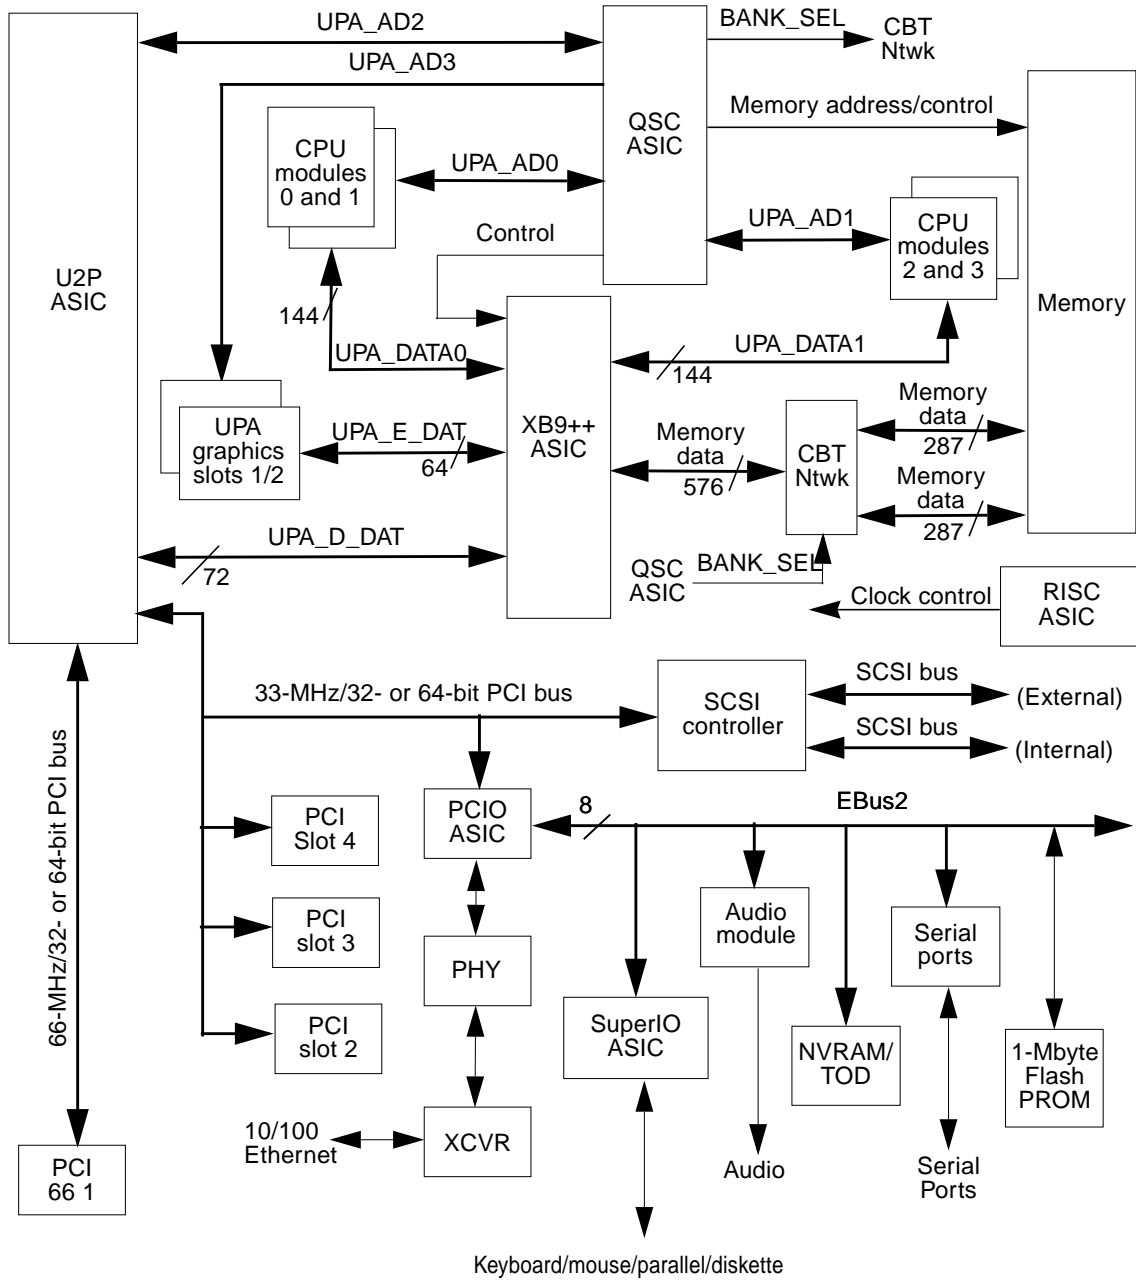 UPA_AD2
BANK_SEL
CBT
Ntwk
UPA_AD3
Memory address/control
QSC
ASIC
CPU
modules
0 and 1
UPA_AD0
UPA_AD1
CPU
modules
2 and 3
Control
U2P
ASIC
Memory
144
UPA_DATA0
UPA_DATA1
144
XB9++
ASIC
UPA
graphics
slots 1/2
UPA_E_DAT
64
Memory
data
576
CBT
Ntwk
Memory
data
287
Memory
data
287
UPA_D_DAT
72
QSC
ASIC
BANK_SEL
Clock control
RISC
ASIC
33-MHz/32- or 64-bit PCI bus
SCSI
controller
SCSI bus
(External)
SCSI bus
(Internal)
66-MHz/32- or 64-bit PCI bus
PCI
Slot 4
PCIO
ASIC
8
EBus2
PCI
slot 3
PHY
Audio
module
Serial
ports
PCI
slot 2
SuperIO
ASIC
NVRAM/
TOD
1-Mbyte
Flash
PROM
10/100
Ethernet
XCVR
PCI
66 1
Audio
Serial
Ports
Keyboard/mouse/parallel/diskette